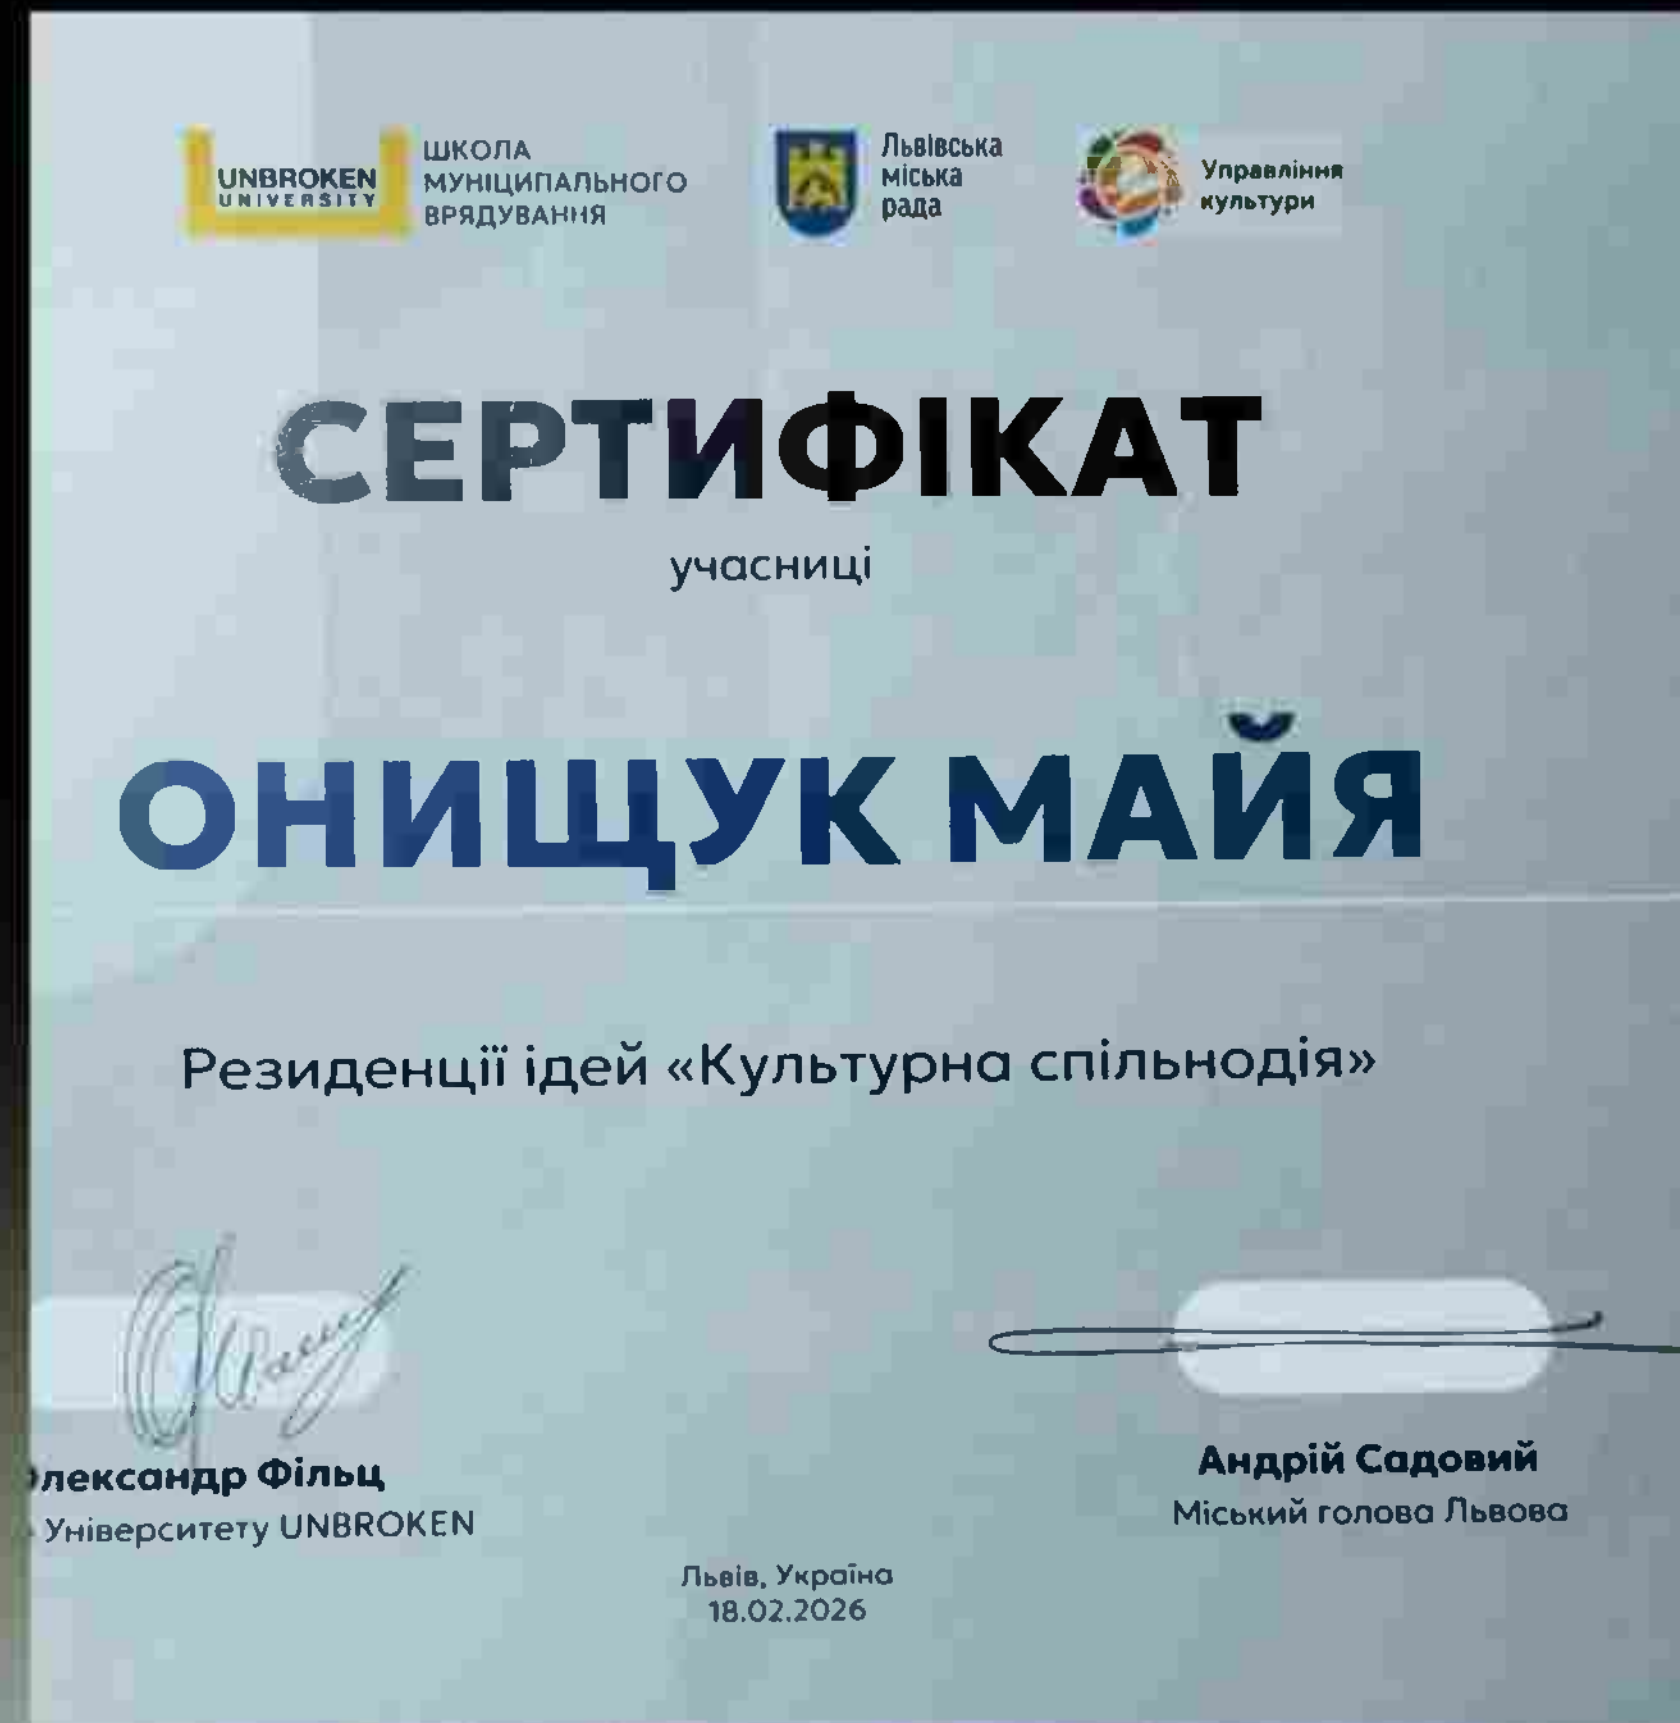 UNBROKEN
UNIVERSITY
ШКОЛА
МУНІЦИПАЛЬНОГО
ВРЯДУВАННЯ
Львівська
міська
рада
Управління
культури
СЕРТИФІКАТ
учасниці
ОНИЩУК МАЙЯ
Резиденції ідей «Культурна спільнодія»
лександр Фільц
Університету UNBROKEN
Андрій Садовий
Міський голова Львова
Львів, Україна
18.02.2026